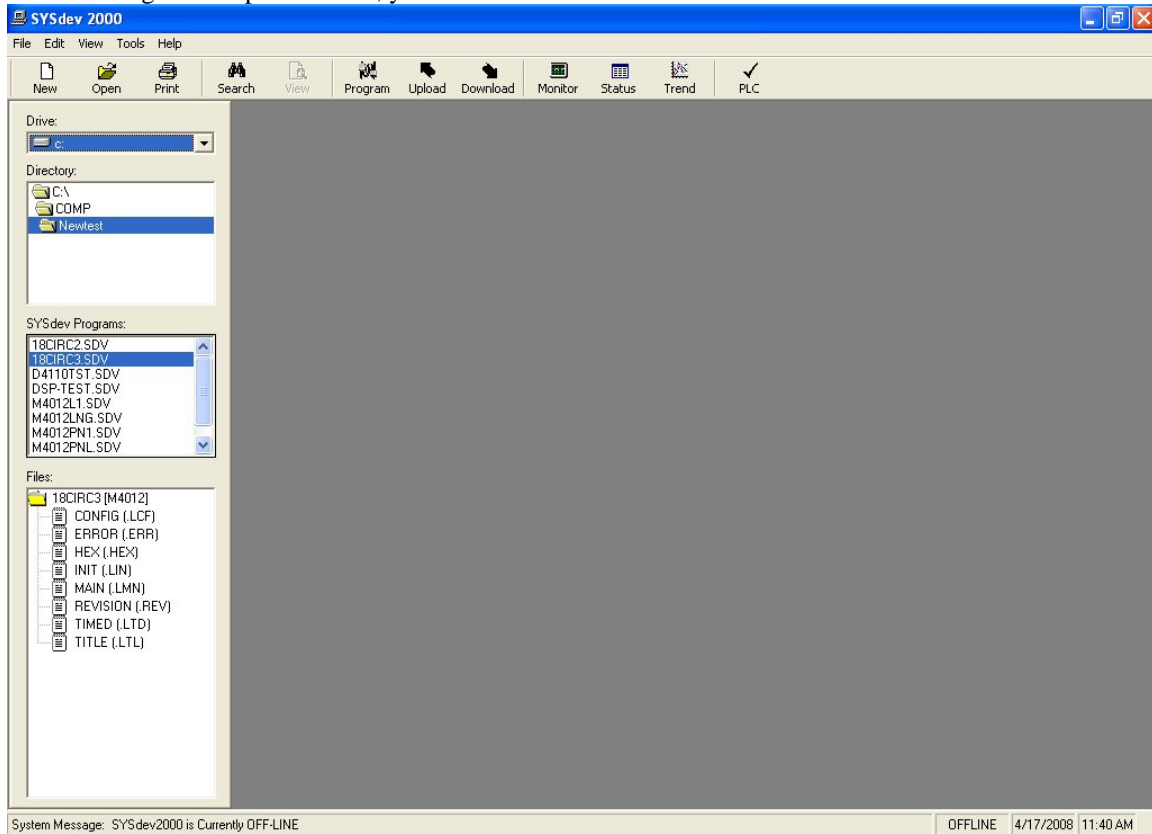 SYSdev 2000
File Edit View Tools Help
New Open Print Search View Program Upload Download Monitor Status Trend PLC
Drive:
c:
Directory:
C:\
COMP
Newtest
SYSdev Programs:
18CIRC2.SDV
18CIRC3.SDV
D4110TST.SDV
DSP-TEST.SDV
M4012L1.SDV
M4012LNG.SDV
M4012PN1.SDV
M4012PNL.SDV
Files:
18CIRC3 [M4012]
CONFIG (.LCF)
ERROR (.ERR)
HEX (.HEX)
INIT (.LIN)
MAIN (.LMN)
REVISION (.REV)
TIMED (.LTD)
TITLE (.LTL)
System Message: SYSdev2000 is Currently OFF-LINE
OFFLINE 4/17/2008 11:40 AM